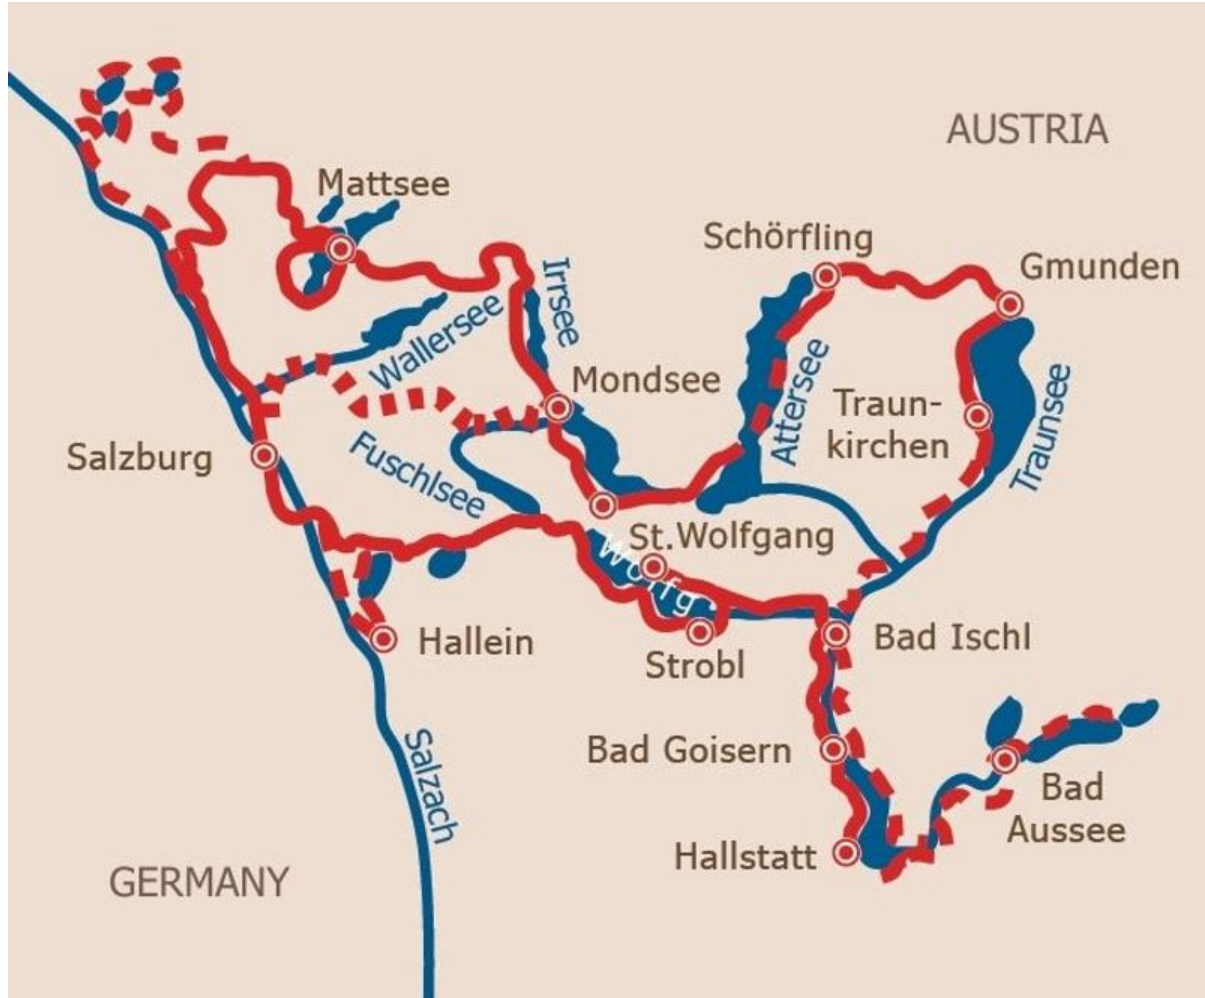 AUSTRIA
Mattsee
Schörfling
Gmunden
Irrsee
Wallersee
Mondsee
Attersee
Traun-
kirchen
Traunsee
Salzburg
Fuschlsee
St.Wolfgang
Wolfg
Hallein
Strobl
Bad Ischl
Bad Goisern
Salzach
Bad
Aussee
Hallstatt
GERMANY